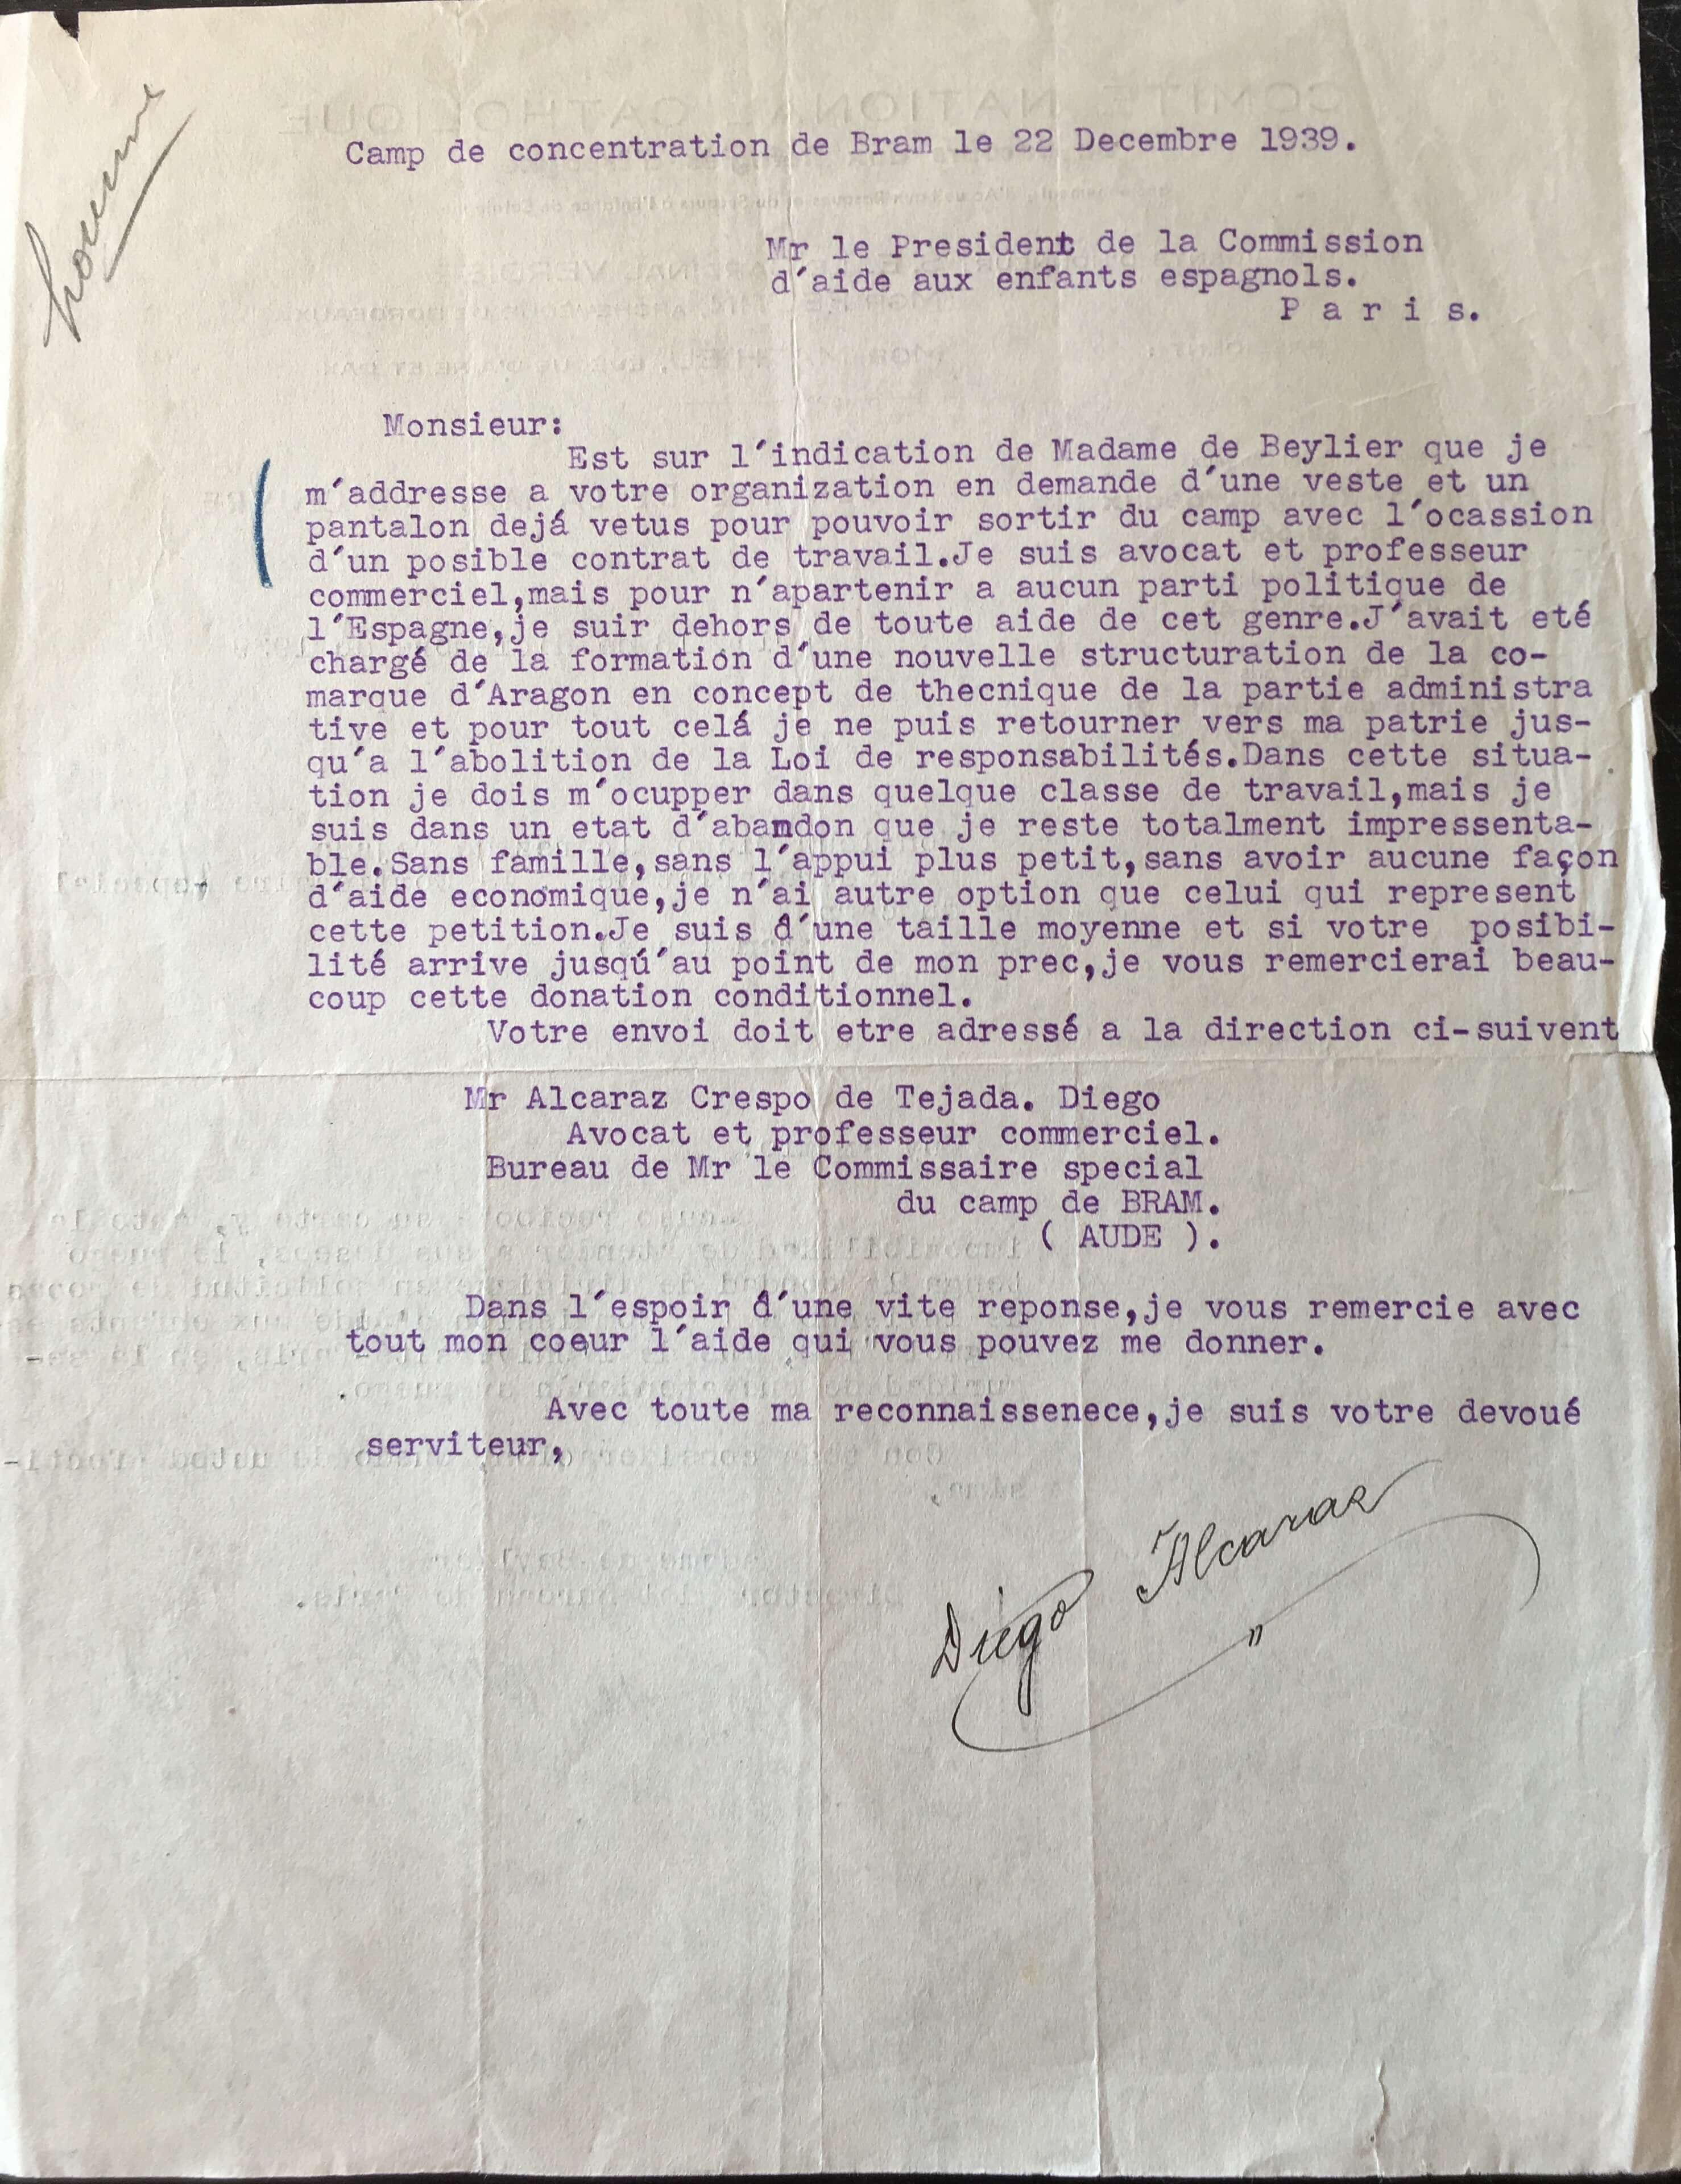 homme
Camp de concentration de Bram le 22 Decembre 1939.
Mr le President de la Commission
d'aide aux enfants espagnols.
P a r i s.
Monsieur:
Est sur l'indication de Madame de Beylier que je
m'addresse a votre organization en demande d'une veste et un
pantalon dejá vetus pour pouvoir sortir du camp avec l'ocassion
d'un posible contrat de travail.Je suis avocat et professeur
commerciel,mais pour n'apartenir a aucun parti politique de
l'Espagne,je suir dehors de toute aide de cet genre.J'avait eté
chargé de la formatión d'une nouvelle structuration de la co-
marque d'Aragon en concept de thecnique de la partie administra
tive et pour tout celá je ne puis retourner vers ma patrie jus-
qu'a l'abolition de la Loi de responsabilités.Dans cette situa-
tion je dois m'ocupper dans quelque classe de travail,mais je
suis dans un etat d'abandon que je reste totalment impressenta-
ble.Sans famille,sans l'appui plus petit,sans avoir aucune façon
d'aide economique,je n'ai autre option que celui qui represent
cette petition.Je suis d'une taille moyenne et si votre posibi-
lité arrive jusqú'au point de mon prec,je vous remercierai beau-
coup cette donation conditionnel.
Votre envoi doit etre adressé a la direction ci-suivent
Mr Alcaraz Crespo de Tejada. Diego
Avocat et professeur commerciel.
Bureau de Mr le Commissaire special
du camp de BRAM.
( AUDE ).
Dans l'espoir d'une vite reponse,je vous remercie avec
tout mon coeur l'aide qui vous pouvez me donner.
Avec toute ma reconnaissenece,je suis votre devoué
serviteur,
Diego Alcaraz